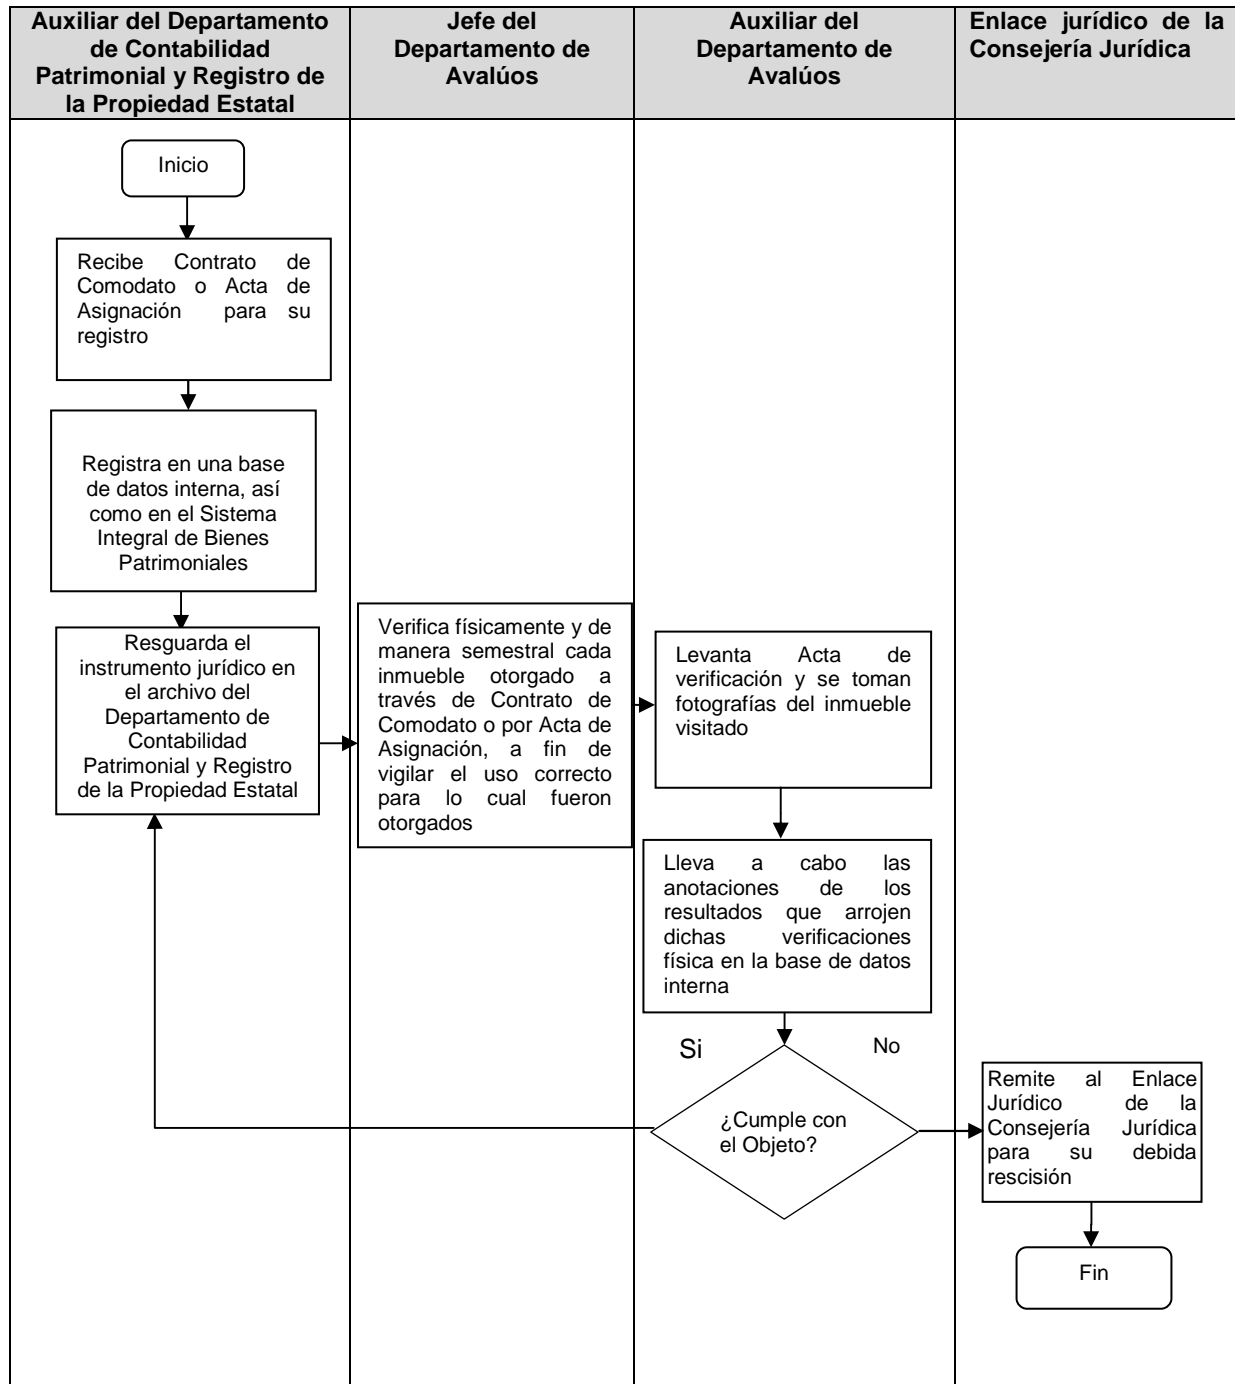 Auxiliar del Departamento
de Contabilidad
Patrimonial y Registro de
la Propiedad Estatal
Jefe del
Departamento de
Avalúos
Auxiliar del
Departamento de
Avalúos
Enlace jurídico de la
Consejería Jurídica
Inicio
Recibe Contrato de
Comodato o Acta de
Asignación para su
registro
Registra en una base
de datos interna, así
como en el Sistema
Integral de Bienes
Patrimoniales
Resguarda el
instrumento jurídico en
el archivo del
Departamento de
Contabilidad
Patrimonial y Registro
de la Propiedad Estatal
Verifica físicamente y de
manera semestral cada
inmueble otorgado a
través de Contrato de
Comodato o por Acta de
Asignación, a fin de
vigilar el uso correcto
para lo cual fueron
otorgados
Levanta Acta de
verificación y se toman
fotografías del inmueble
visitado
Lleva a cabo las
anotaciones de los
resultados que arrojen
dichas verificaciones
física en la base de datos
interna
Si
No
¿Cumple con
el Objeto?
Remite al Enlace
Jurídico de la
Consejería Jurídica
para su debida
rescisión
Fin